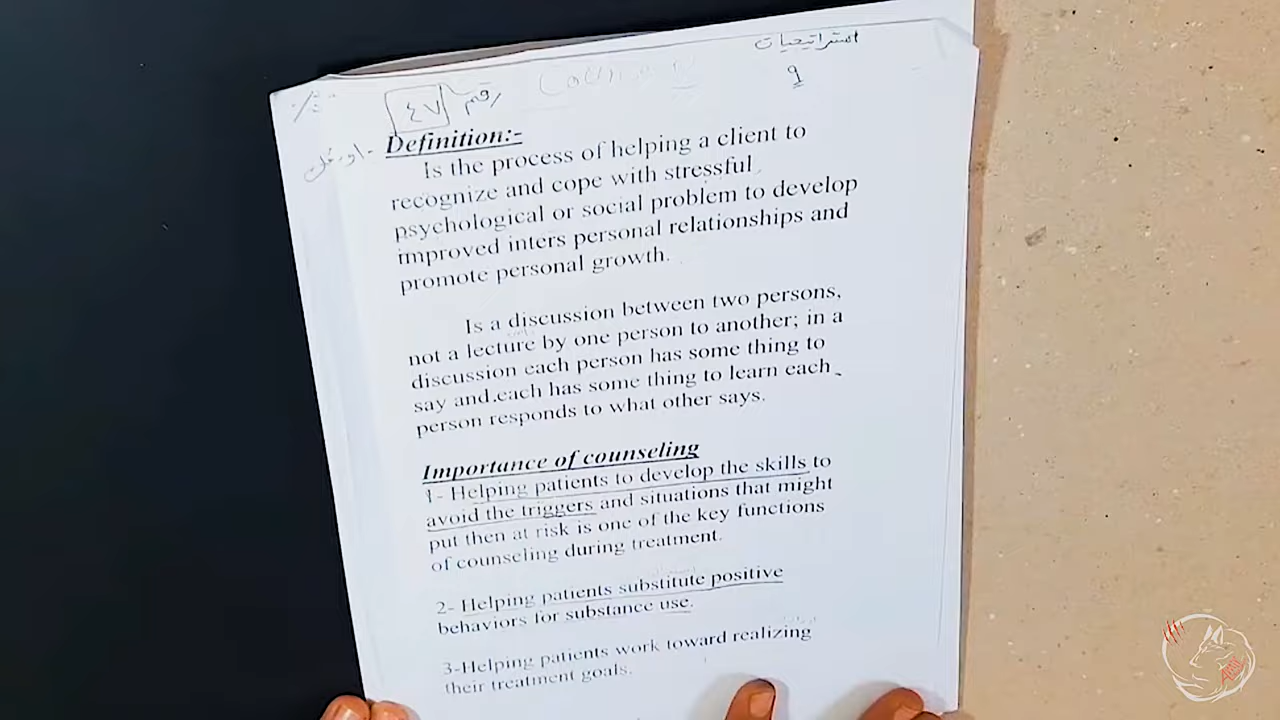 استراتيجيات
٩
رقم ٤٧
Definition:-
Is the process of helping a client to
recognize and cope with stressful
psychological or social problem to develop
improved inters personal relationships and
promote personal growth.
Is a discussion between two persons,
not a lecture by one person to another; in a
discussion each person has some thing to
say and.each has some thing to learn each
person responds to what other says.
Importance of counseling
1- Helping patients to develop the skills to
avoid the triggers and situations that might
put then at risk is one of the key functions
of counseling during treatment.
2- Helping patients substitute positive
behaviors for substance use.
3-Helping patients work toward realizing
their treatment goals.